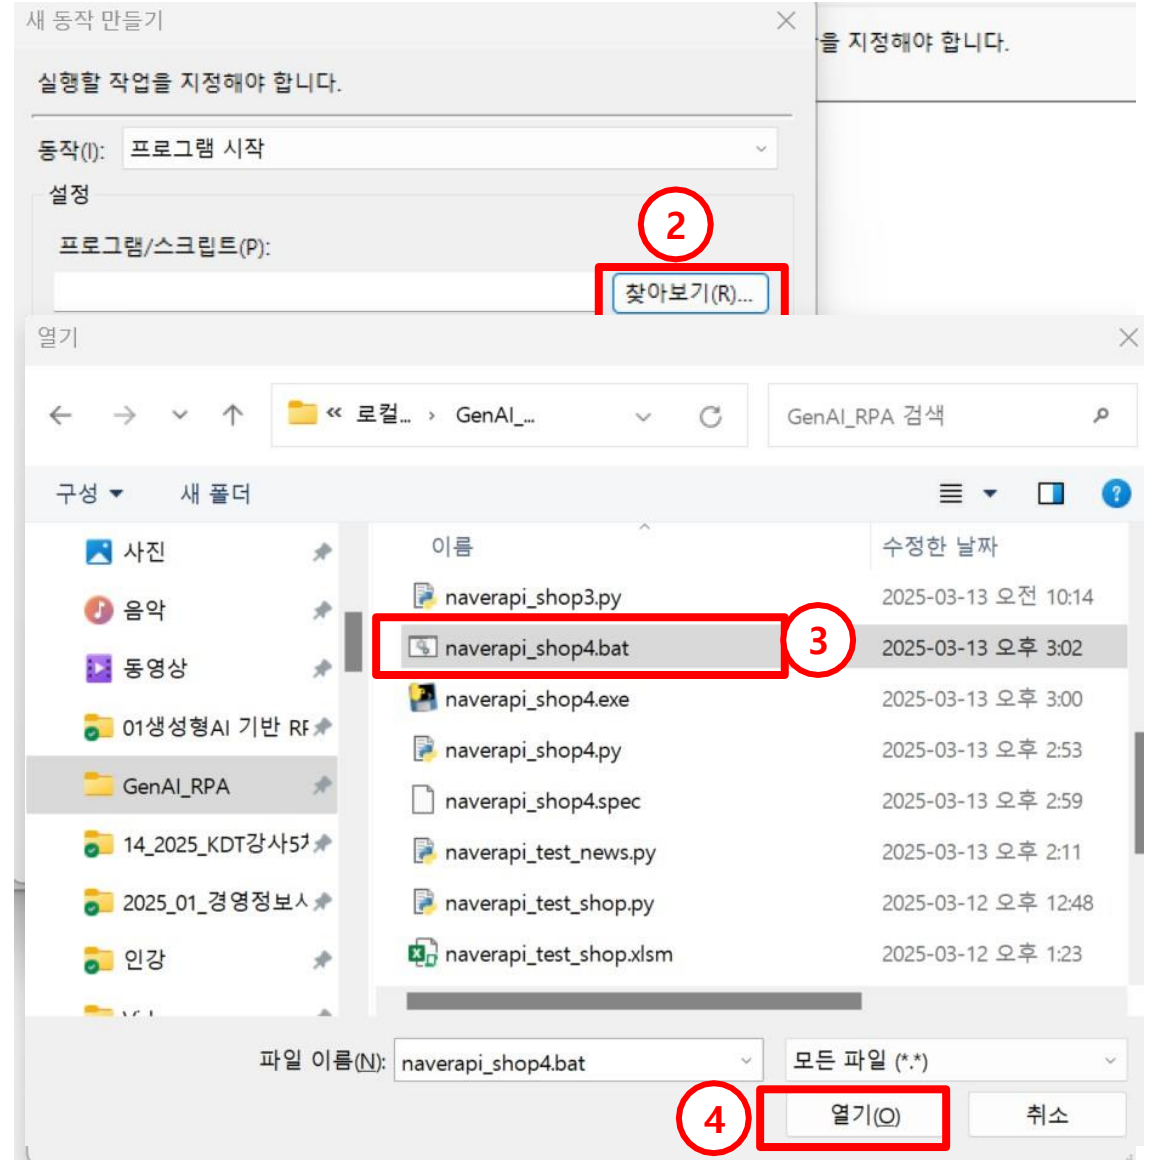 새 동작 만들기
을 지정해야 합니다.
실행할 작업을 지정해야 합니다.
동작(I): 프로그램 시작
설정
2
프로그램/스크립트(P):
찾아보기(R)...
열기
« 로컬... › GenAI_...
GenAI_RPA 검색
구성 새 폴더
이름 수정한 날짜
사진
음악
동영상
01생성형AI 기반 RF
GenAI_RPA
14_2025_KDT강사5
2025_01_경영정보시
인강
naverapi_shop3.py 2025-03-13 오전 10:14
naverapi_shop4.bat 3 2025-03-13 오후 3:02
naverapi_shop4.exe 2025-03-13 오후 3:00
naverapi_shop4.py 2025-03-13 오후 2:53
naverapi_shop4.spec 2025-03-13 오후 2:59
naverapi_test_news.py 2025-03-13 오후 2:11
naverapi_test_shop.py 2025-03-12 오후 12:48
naverapi_test_shop.xlsm 2025-03-12 오후 1:23
파일 이름(N): naverapi_shop4.bat 모든 파일 (*.*)
4 열기(O) 취소